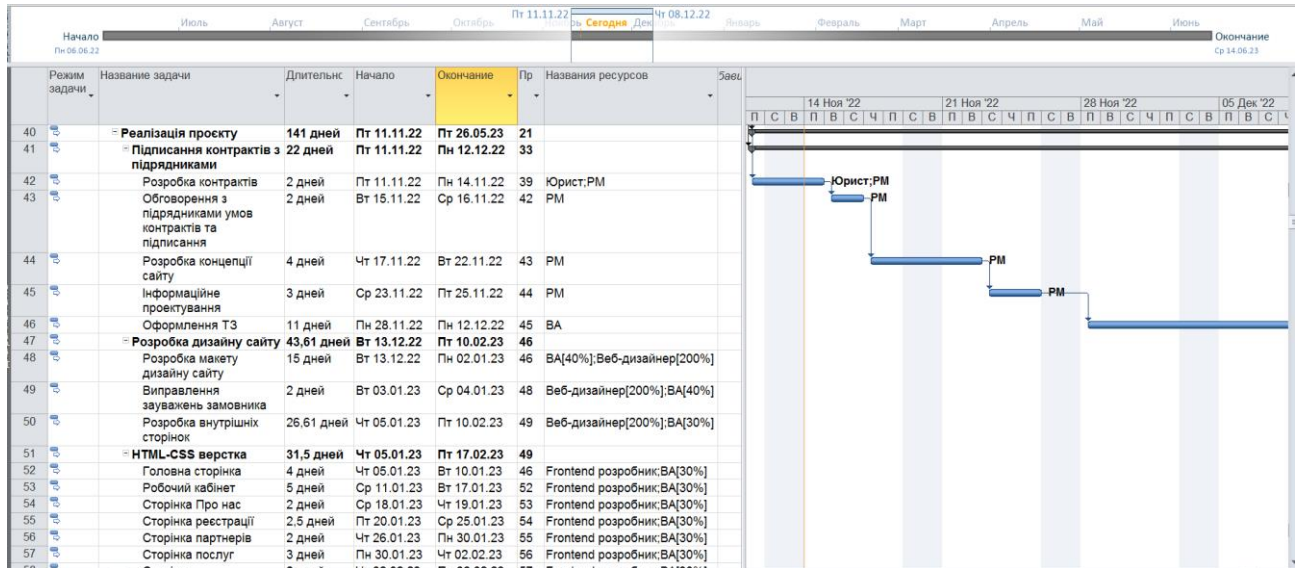 Пт 11.11.22 Чт 08.12.22
Июль Август Сентябрь Октябрь Сегодня Январь Февраль Март Апрель Май Июнь
Начало Окончание
Пн 06.06.22 Ср 14.06.23
Режим задачи Название задачи Длительнс Начало Окончание Пр Названия ресурсов
14 Ноя '22 21 Ноя '22 28 Ноя '22 05 Дек '22
П С В П В С Ч П С В П В С Ч П С В П В С Ч П С В П В С Ч
40 Реалізація проєкту 141 дней Пт 11.11.22 Пт 26.05.23 21
41 Підписання контрактів з 22 дней Пт 11.11.22 Пн 12.12.22 33
підрядниками
42 Розробка контрактів 2 дней Пт 11.11.22 Пн 14.11.22 39 Юрист;PM Юрист;PM
43 Обговорення з 2 дней Вт 15.11.22 Ср 16.11.22 42 PM PM
підрядниками умов
контрактів та
підписання
44 Розробка концепції 4 дней Чт 17.11.22 Вт 22.11.22 43 PM PM
сайту
45 Інформаційне 3 дней Ср 23.11.22 Пт 25.11.22 44 PM PM
проектування
46 Оформлення ТЗ 11 дней Пн 28.11.22 Пн 12.12.22 45 BA
47 Розробка дизайну сайту 43,61 дней Вт 13.12.22 Пт 10.02.23 46
48 Розробка макету 15 дней Вт 13.12.22 Пн 02.01.23 46 BA[40%];Веб-дизайнер[200%]
дизайну сайту
49 Виправлення 2 дней Вт 03.01.23 Ср 04.01.23 48 Веб-дизайнер[200%];BA[40%]
зауважень замовника
50 Розробка внутрішніх 26,61 дней Чт 05.01.23 Пт 10.02.23 49 Веб-дизайнер[200%];BA[30%]
сторінок
51 HTML-CSS верстка 31,5 дней Чт 05.01.23 Пт 17.02.23 49
52 Головна сторінка 4 дней Чт 05.01.23 Вт 10.01.23 46 Frontend розробник;BA[30%]
53 Робочий кабінет 5 дней Ср 11.01.23 Вт 17.01.23 52 Frontend розробник;BA[30%]
54 Сторінка Про нас 2 дней Ср 18.01.23 Чт 19.01.23 53 Frontend розробник;BA[30%]
55 Сторінка реєстрації 2,5 дней Пт 20.01.23 Ср 25.01.23 54 Frontend розробник;BA[30%]
56 Сторінка партнерів 2 дней Чт 26.01.23 Пн 30.01.23 55 Frontend розробник;BA[30%]
57 Сторінка послуг 3 дней Пн 30.01.23 Чт 02.02.23 56 Frontend розробник;BA[30%]